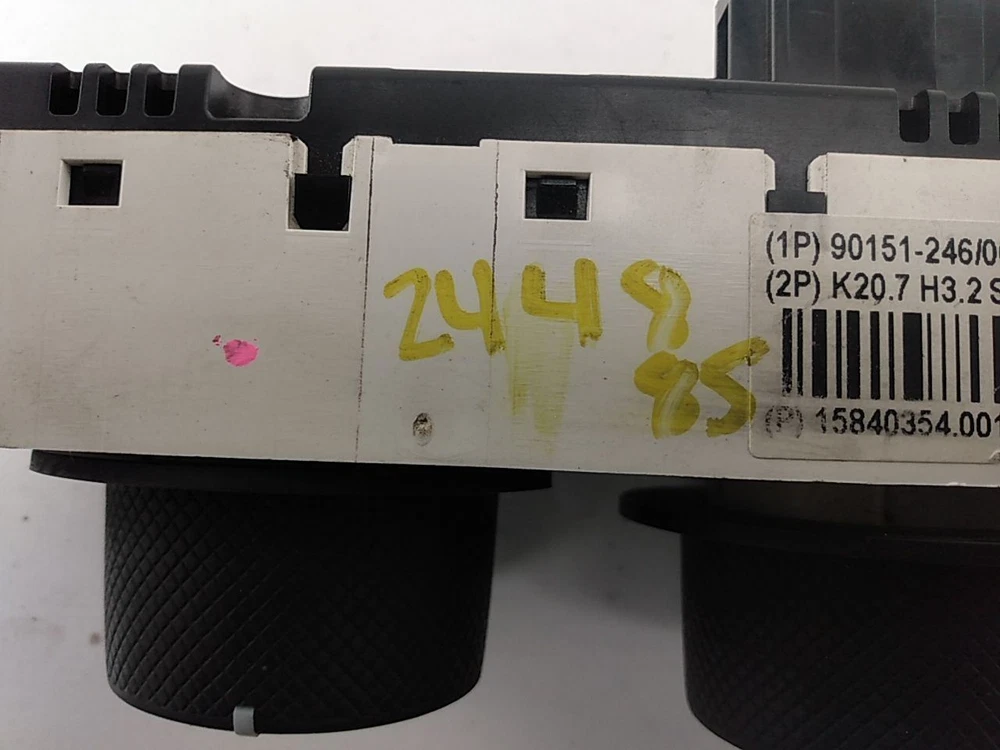 2448
85
(1P) 90151-246/0
(2P) K20.7 H3.2 S
(P) 15840354.001